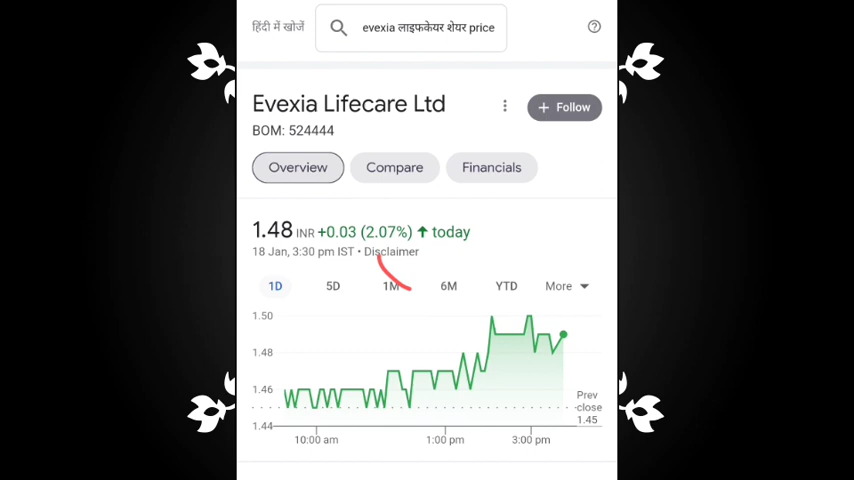 हिंदी में खोजें
evexia लाइफकेयर शेयर price
Evexia Lifecare Ltd
Follow
BOM: 524444
Overview
Compare
Financials
1.48 INR +0.03 (2.07%) today
18 Jan, 3:30 pm IST • Disclaimer
1D 5D 1M 6M YTD More
1.50
1.48
1.46
1.44
Prev
close
1.45
10:00 am 1:00 pm 3:00 pm